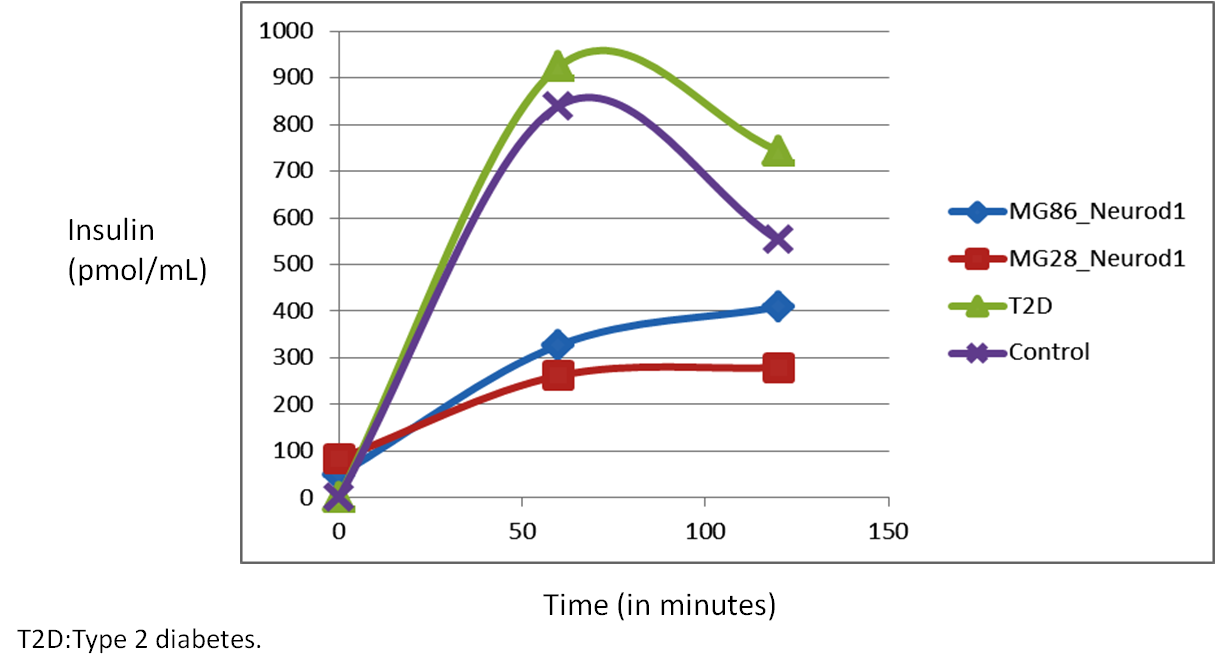 1000
900
800
700
600
500
400
300
200
100
0
0 50 100 150
Insulin
(pmol/mL)
MG86_Neurod1
MG28_Neurod1
T2D
Control
Time (in minutes)
T2D:Type 2 diabetes.